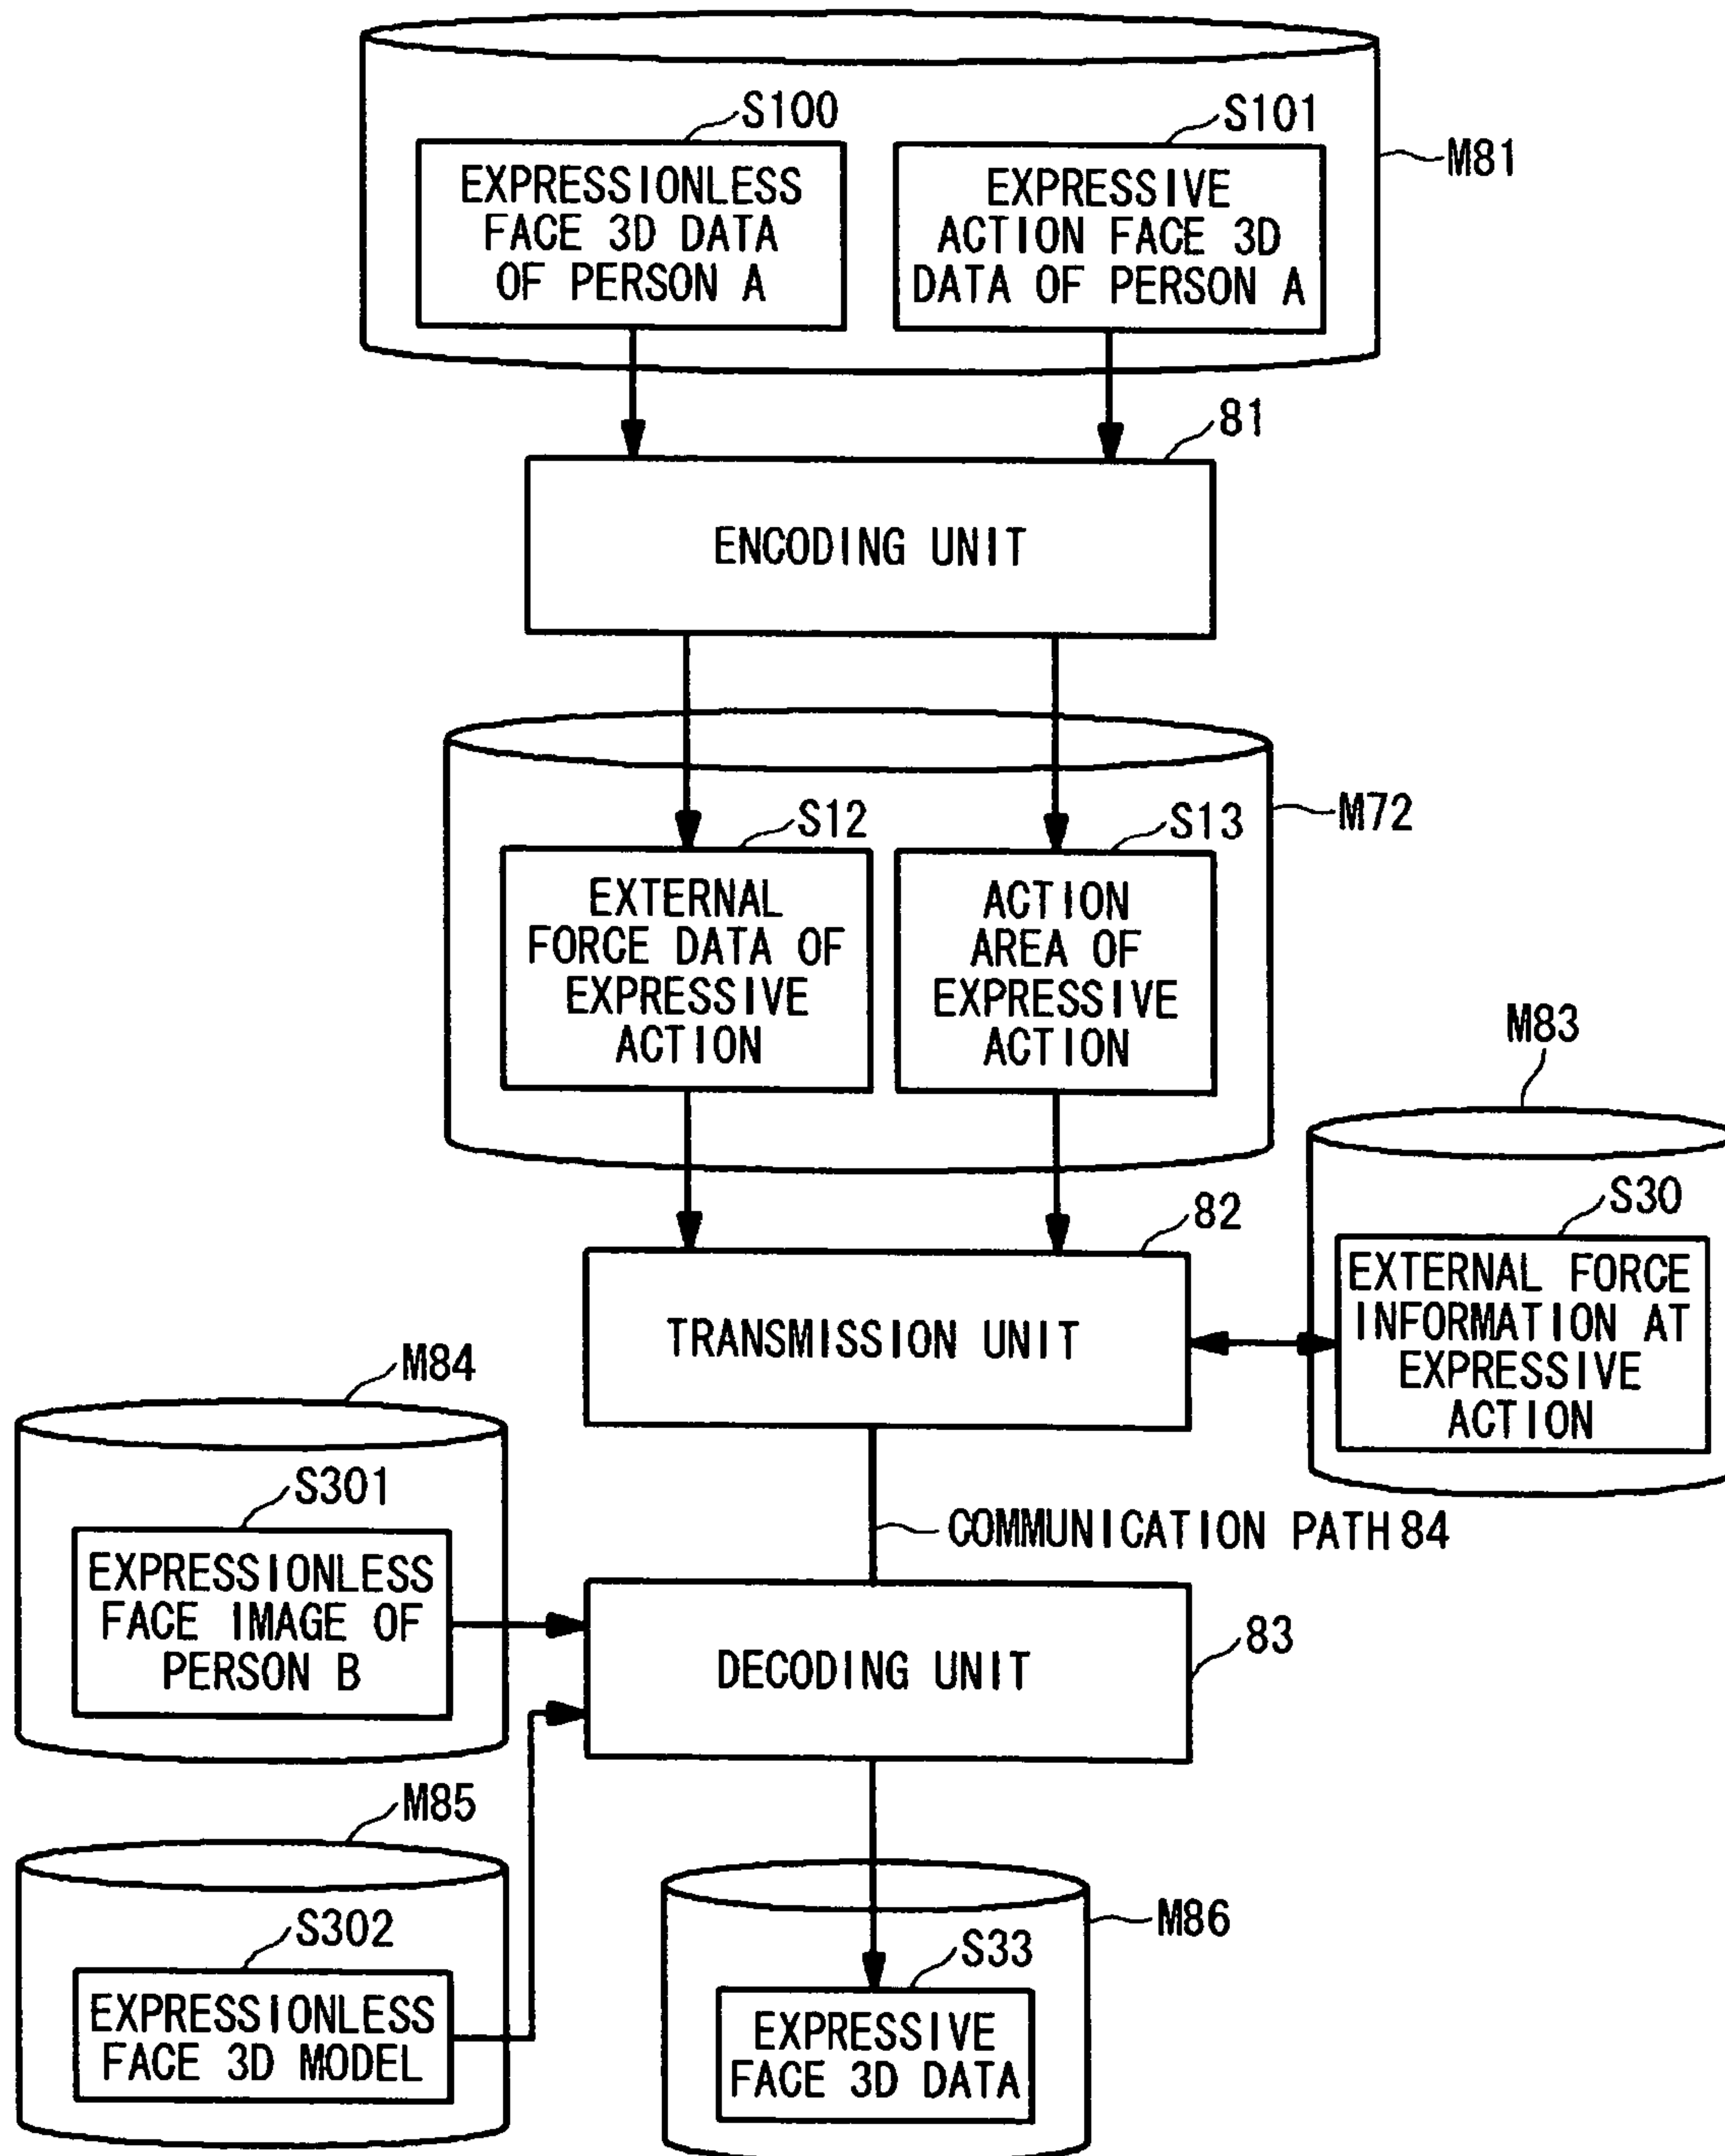 S100
S101
M81
EXPRESSIONLESS
FACE 3D DATA
OF PERSON A
EXPRESSIVE
ACTION FACE 3D
DATA OF PERSON A
81
ENCODING UNIT
M72
S12
S13
EXTERNAL
FORCE DATA OF
EXPRESSIVE
ACTION
ACTION
AREA OF
EXPRESSIVE
ACTION
M83
S30
EXTERNAL FORCE
INFORMATION AT
EXPRESSIVE
ACTION
82
TRANSMISSION UNIT
M84
S301
EXPRESSIONLESS
FACE IMAGE OF
PERSON B
COMMUNICATION PATH 84
83
DECODING UNIT
M85
S302
EXPRESSIONLESS
FACE 3D MODEL
M86
S33
EXPRESSIVE
FACE 3D DATA